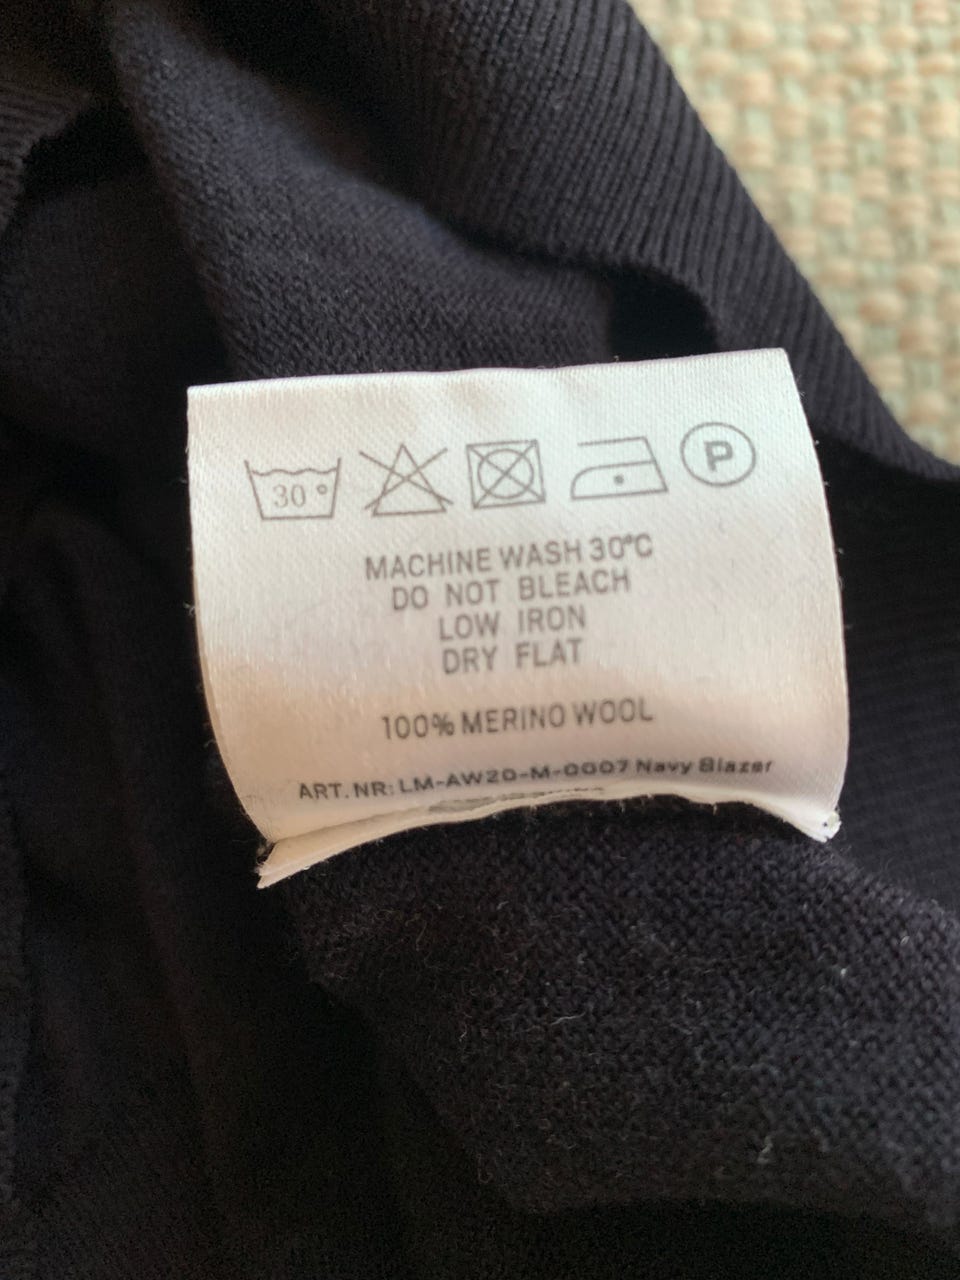 30°
P
MACHINE WASH 30°C
DO NOT BLEACH
LOW IRON
DRY FLAT
100% MERINO WOOL
ART.NR: LM-AW20-M-0007 Navy Blazer